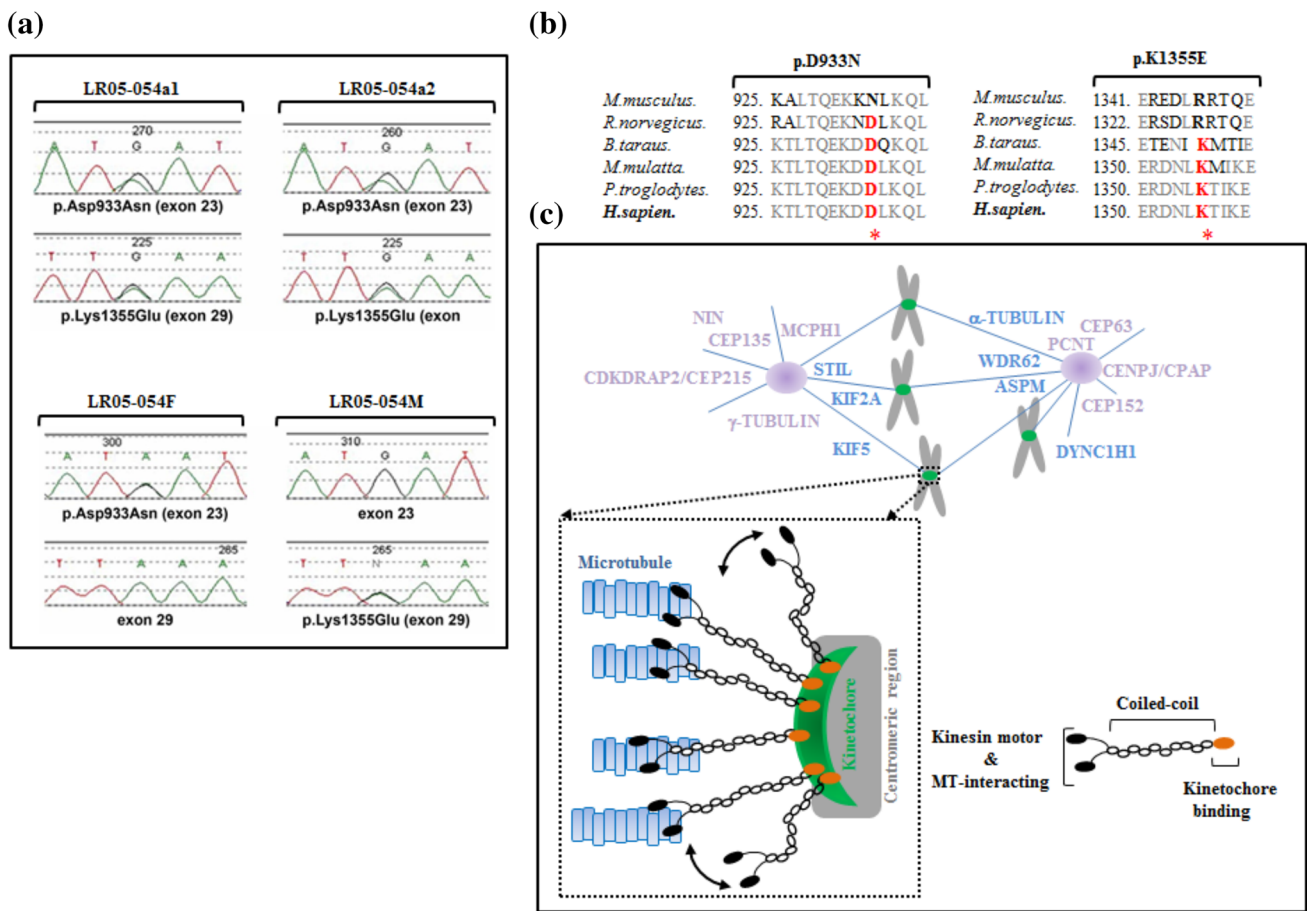 (a)
LR05-054a1
LR05-054a2
270
A T G A T
p.Asp933Asn (exon 23)
260
A T G A T
p.Asp933Asn (exon 23)
225
T T G A A
p.Lys1355Glu (exon 29)
225
T T G A A
p.Lys1355Glu (exon
LR05-054F
LR05-054M
300
A T A A T
p.Asp933Asn (exon 23)
310
A T G A T
exon 23
265
T T A A A
exon 29
265
T T N A A
p.Lys1355Glu (exon 29)
(b)
p.D933N
M.musculus. 925. KALTQEKKNLKQL
R.norvegicus. 925. RALTQEKNDLKQL
B.taraus. 925. KTLTQEKDDQKQL
M.mulatta. 925. KTLTQEKDDLKQL
P.troglodytes. 925. KTLTQEKDDLKQL
H.sapien. 925. KTLTQEKDDLKQL
*
p.K1355E
M.musculus. 1341. EREDLRRTQE
R.norvegicus. 1322. ERSDLRRTQE
B.taraus. 1345. ETENI KMTIE
M.mulatta. 1350. ERDNLKMIKE
P.troglodytes. 1350. ERDNLKTIKE
H.sapien. 1350. ERDNLKTIKE
*
(c)
NIN
CEP135
MCPH1
CDKDRAP2/CEP215
γ-TUBULIN
STIL
KIF2A
KIF5
α-TUBULIN
WDR62
ASPM
DYNC1H1
CEP63
PCNT
CENPJ/CPAP
CEP152
Microtubule
Kinetochore
Centromeric region
Kinesin motor
&
MT-interacting
Coiled-coil
Kinetochore
binding